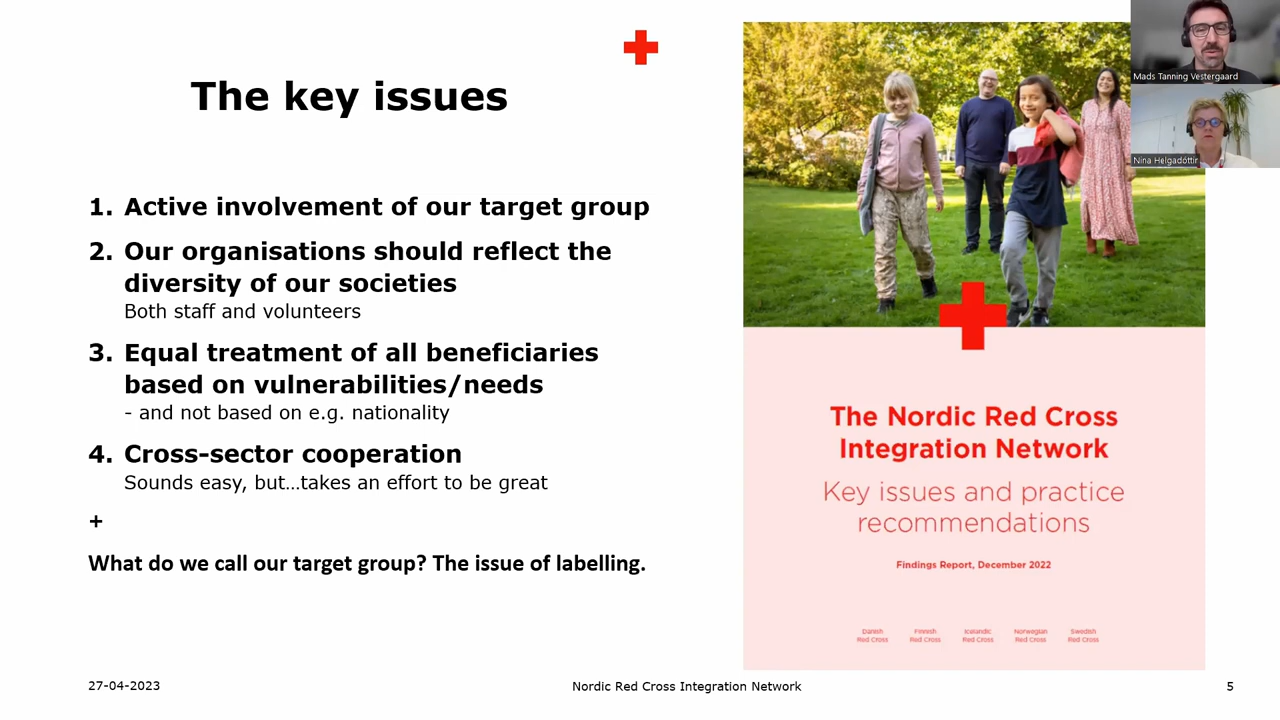 The key issues
1. Active involvement of our target group
2. Our organisations should reflect the
diversity of our societies
Both staff and volunteers
3. Equal treatment of all beneficiaries
based on vulnerabilities/needs
- and not based on e.g. nationality
4. Cross-sector cooperation
Sounds easy, but…takes an effort to be great
+
What do we call our target group? The issue of labelling.
27-04-2023
Nordic Red Cross Integration Network
5
The Nordic Red Cross
Integration Network
Key issues and practice
recommendations
Findings Report, December 2022
Danish
Red Cross
Finnish
Red Cross
Icelandic
Red Cross
Norwegian
Red Cross
Swedish
Red Cross
Mads Tanning Vestergaard
Nina Helgadóttir